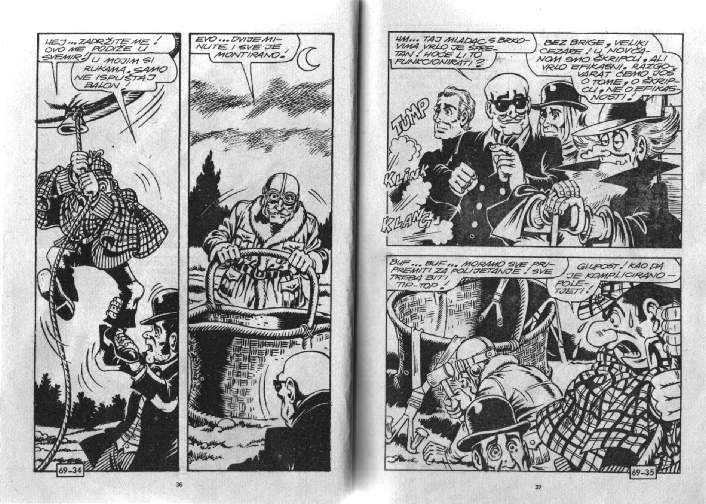 HEJ... ZADRŽITE ME!
OVO ME PODIŽE U
SVEMIR!
U MOJIM SI
RUKAMA. SAMO
NE ISPUŠTAJ
BALON!
EVO... DVIJE MI-
NUTE I SVE JE
MONTIRANO!
69-34
36
HM... TAJ MLADAC S BRKO-
VIMA VRLO JE SPRE-
TAN! HOĆE LI TO
FUNKCIONIRATI?
BEZ BRIGE, VELIKI
CEZARE! U NOVČA-
NOM SMO ŠKRIPCU, ALI
VRLO EFIKASNI. RAZGO-
VARAT ĆEMO JOŠ
O TOME, O ŠKRIP-
CU, NE O EFIKAS-
NOSTI!
TUMP
KLINK
KLANG
BUF... BUF... MORAMO SVE PRI-
PREMITI ZA POLIJETANJE! SVE
TREBA BITI
TIP-TOP!
GLUPOST! KAO DA
JE KOMPLICIRANO
POLE-
TJETI!
69-35
37